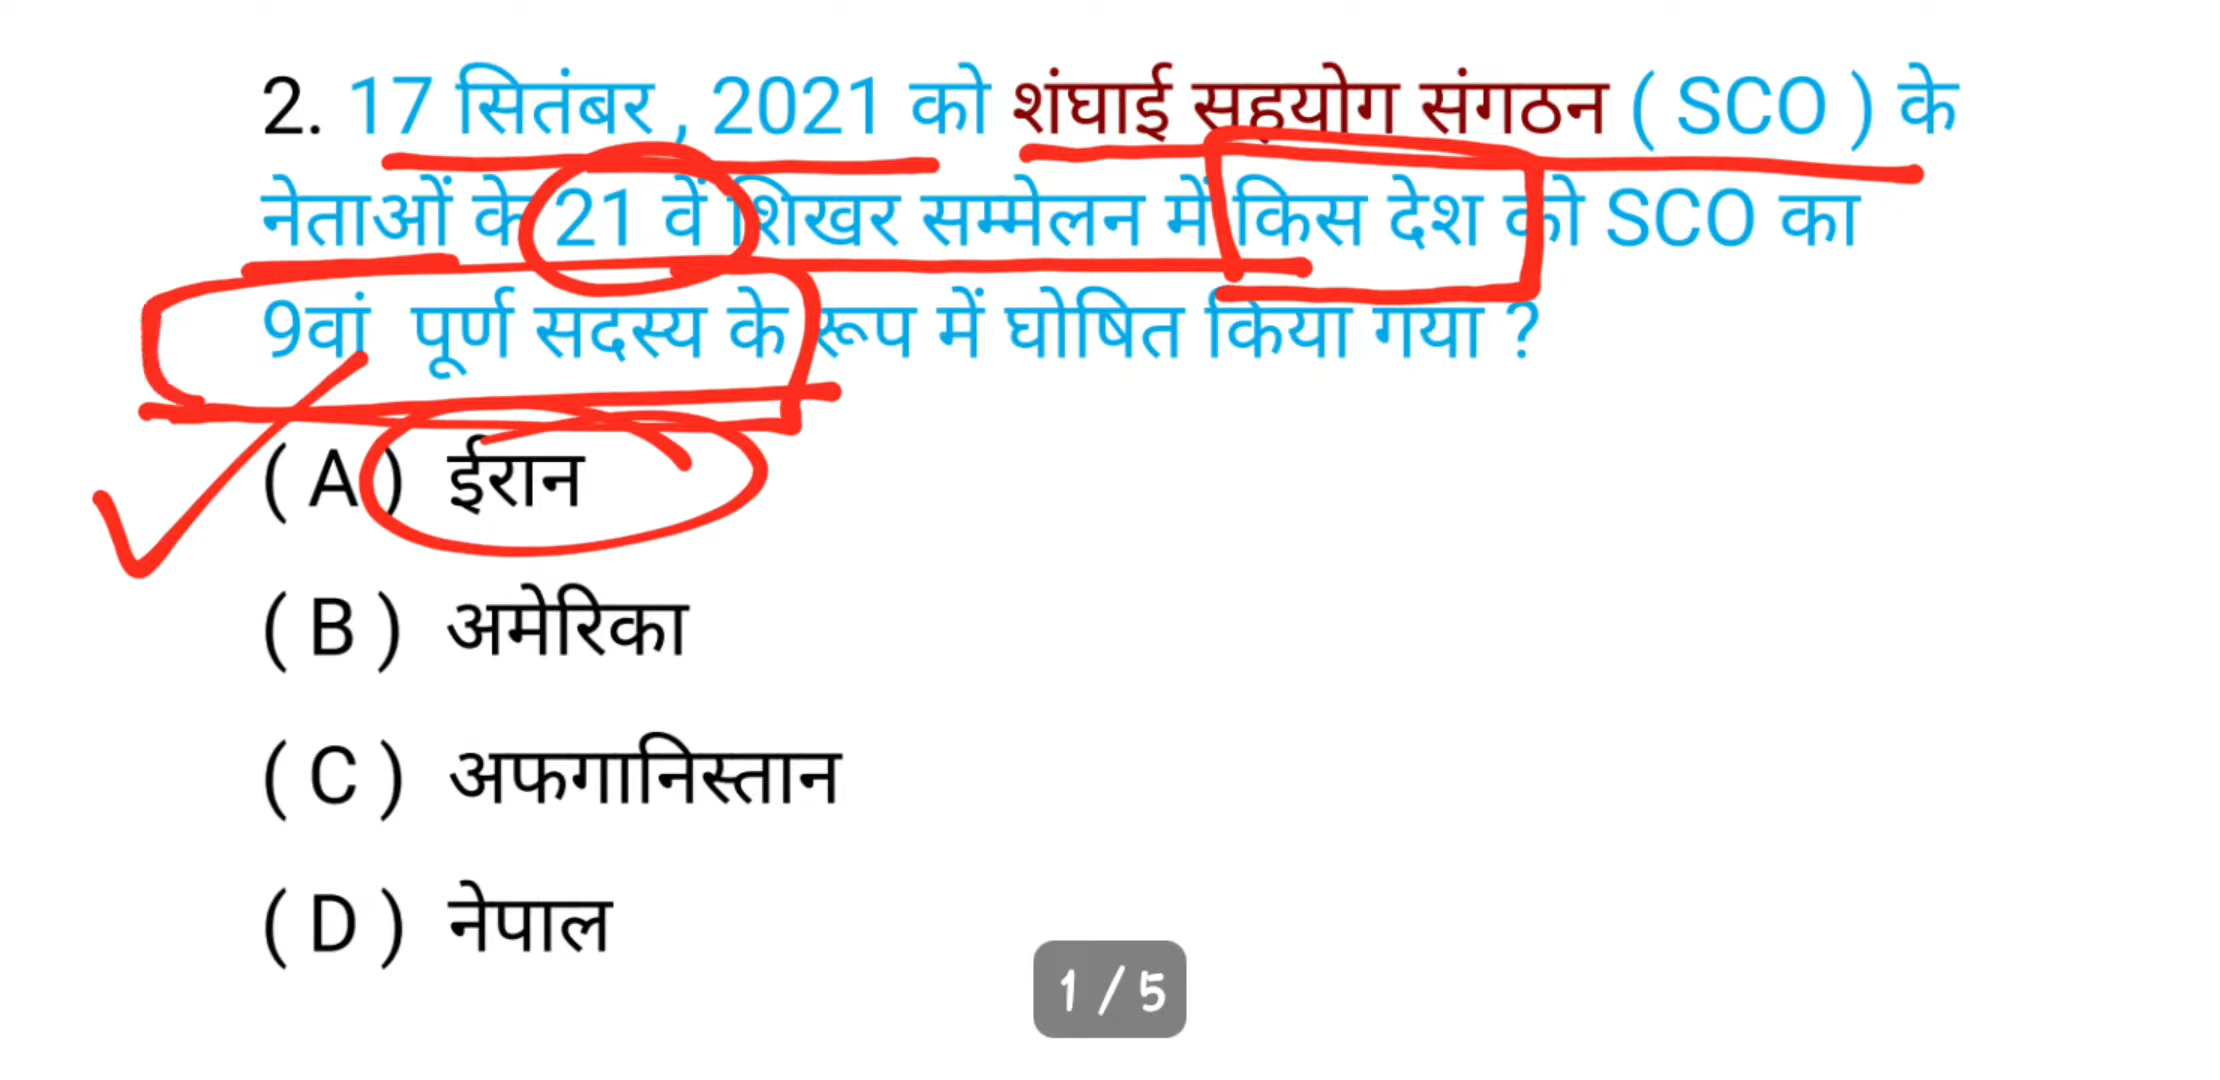 2. 17 सितंबर , 2021 को शंघाई सहयोग संगठन ( SCO ) के
नेताओं के 21 वें शिखर सम्मेलन में किस देश को SCO का
9वां पूर्ण सदस्य के रूप में घोषित किया गया ?
( A ) ईरान
( B ) अमेरिका
( C ) अफगानिस्तान
( D ) नेपाल
1 / 5